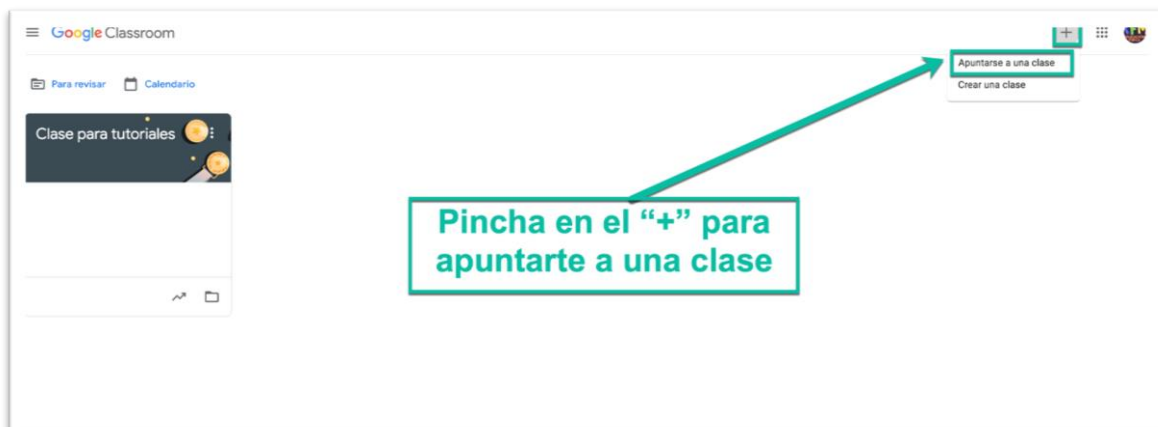 Google Classroom
+
Apuntarse a una clase
Crear una clase
Para revisar Calendario
Clase para tutoriales
Pincha en el “+” para
apuntarte a una clase